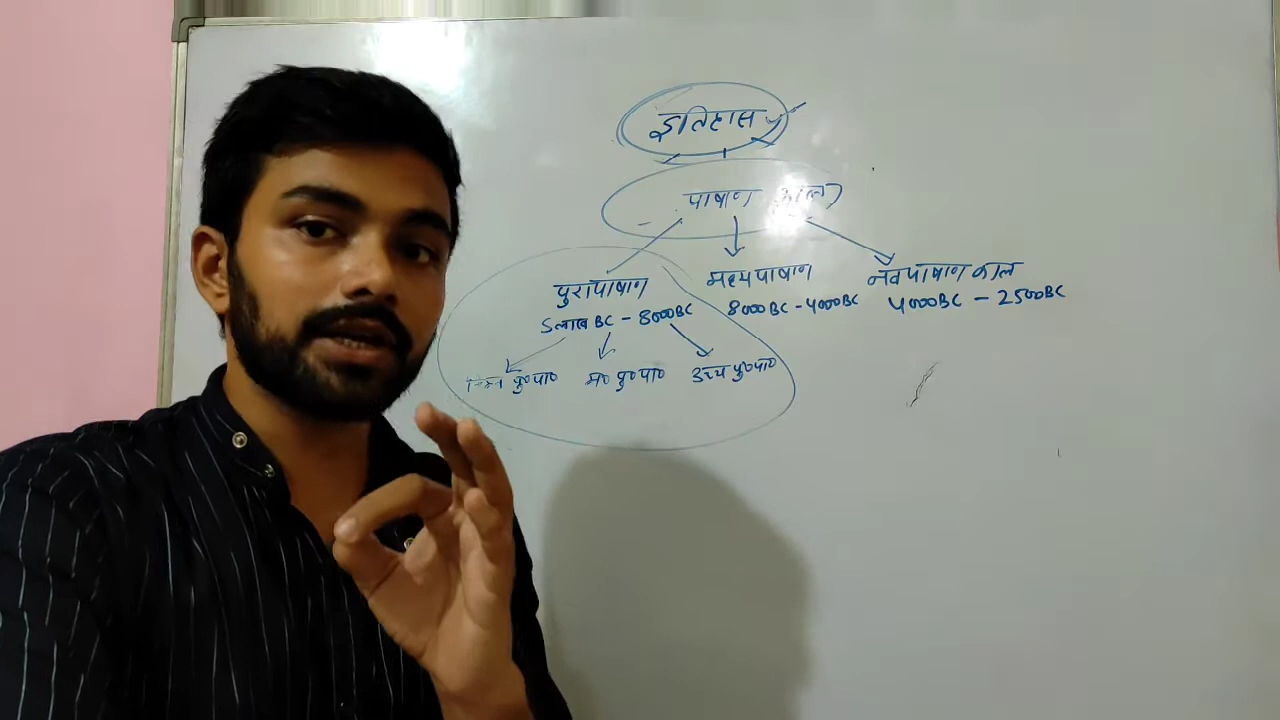 इतिहास
पाषाण काल
पुरापाषाण मध्यपाषाण नवपाषाण काल
5लाख BC - 8000BC 8000BC - 4000BC 4000BC - 2500BC
निम्न पु०पा० म० पु०पा० उच्च पु०पा०